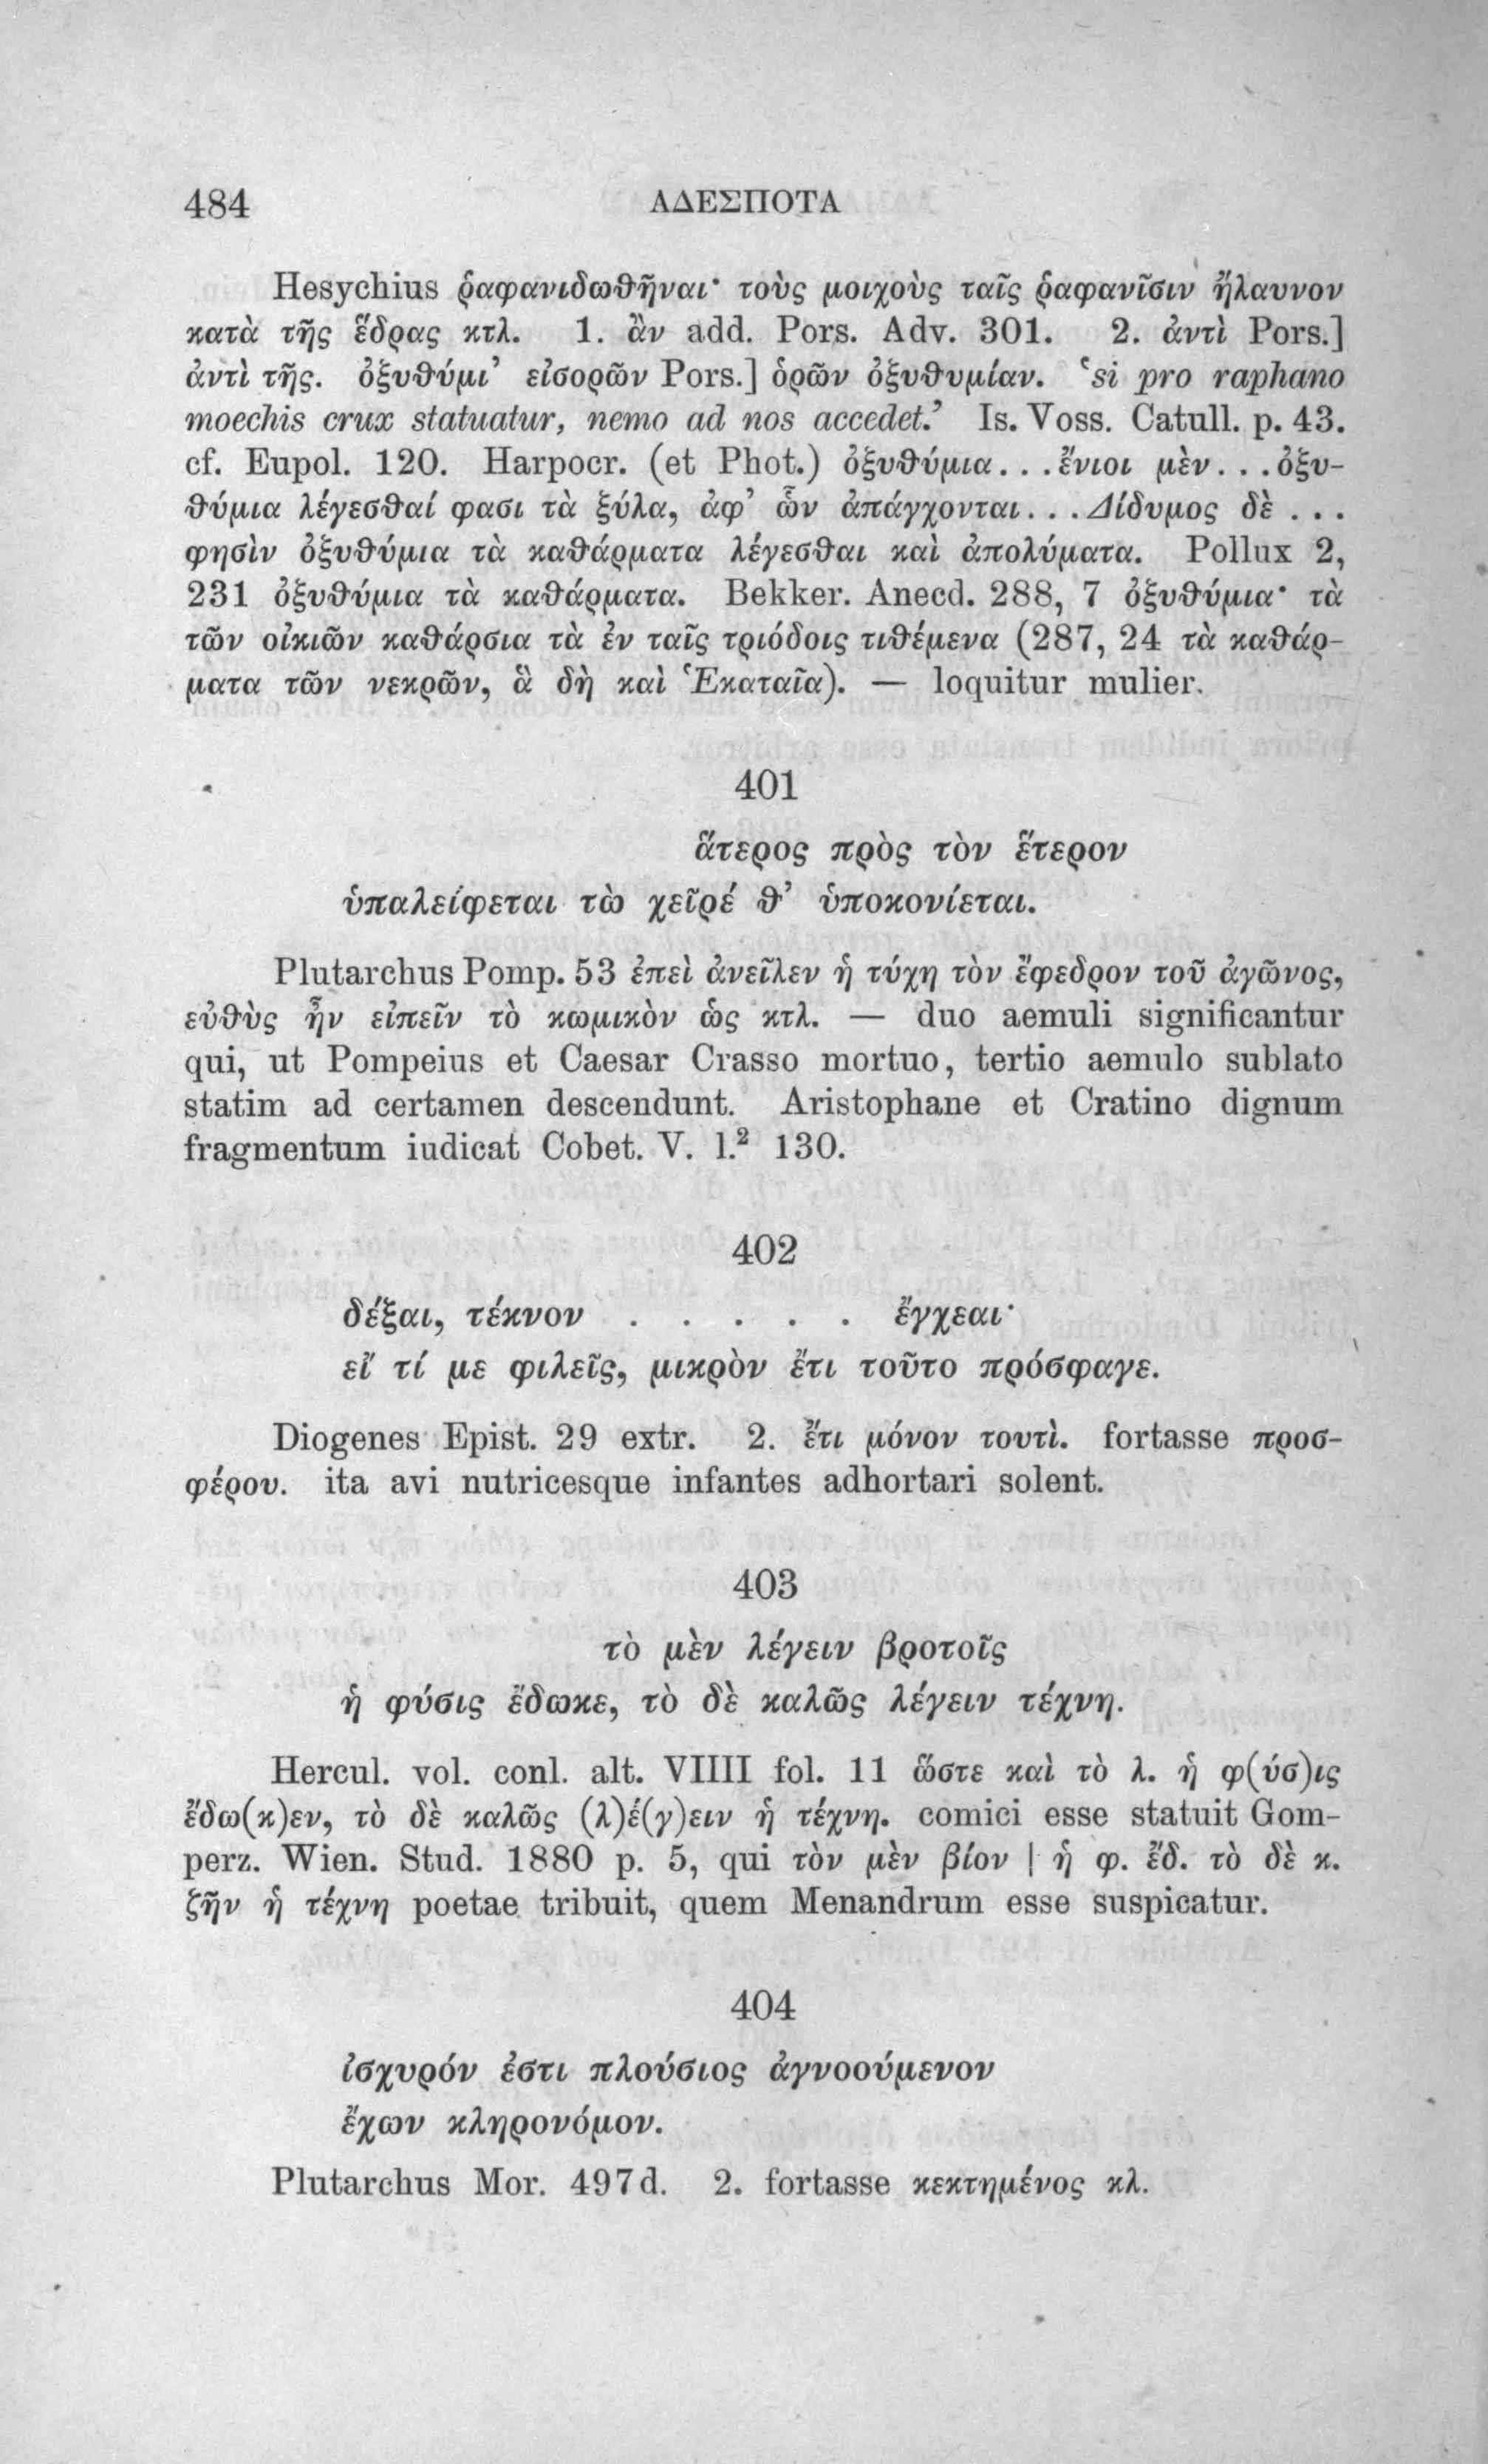 484 ΑΔΕΣΠΟΤΑ
Hesychius ῥαφανιδωθῆναι· τοὺς μοιχοὺς ταῖς ῥαφανῖσιν ἤλαυνον
κατὰ τῆς ἕδρας κτλ. 1. ἂν add. Pors. Adv. 301. 2. ἀντὶ Pors.]
ἀντὶ τῆς. ὀξυθύμι’ εἰσορῶν Pors.] ὁρῶν ὀξυθυμίαν. ‘si pro raphano
moechis crux statuatur, nemo ad nos accedet.’ Is. Voss. Catull. p. 43.
cf. Eupol. 120. Harpocr. (et Phot.) ὀξυθύμια . . . ἔνιοι μὲν . . . ὀξυ-
θύμια λέγεσθαί φασι τὰ ξύλα, ἀφ’ ὧν ἀπάγχονται . . . Δίδυμος δὲ . . .
φησὶν ὀξυθύμια τὰ καθάρματα λέγεσθαι καὶ ἀπολύματα. Pollux 2,
231 ὀξυθύμια τὰ καθάρματα. Bekker. Anecd. 288, 7 ὀξυθύμια· τὰ
τῶν οἰκιῶν καθάρσια τὰ ἐν ταῖς τριόδοις τιθέμενα (287, 24 τὰ καθάρ-
ματα τῶν νεκρῶν, ἃ δὴ καὶ Ἑκαταῖα). — loquitur mulier.
401
ἅτερος πρὸς τὸν ἕτερον
ὑπαλείφεται τὼ χεῖρέ θ’ ὑποκονίεται.
Plutarchus Pomp. 53 ἐπεὶ ἀνεῖλεν ἡ τύχη τὸν ἔφεδρον τοῦ ἀγῶνος,
εὐθὺς ἦν εἰπεῖν τὸ κωμικὸν ὡς κτλ. — duo aemuli significantur
qui, ut Pompeius et Caesar Crasso mortuo, tertio aemulo sublato
statim ad certamen descendunt. Aristophane et Cratino dignum
fragmentum iudicat Cobet. V. l.² 130.
402
δέξαι, τέκνον . . . . . ἔγχεαι·
εἴ τί με φιλεῖς, μικρὸν ἔτι τοῦτο πρόσφαγε.
Diogenes Epist. 29 extr. 2. ἔτι μόνον τουτὶ. fortasse προσ-
φέρου. ita avi nutricesque infantes adhortari solent.
403
τὸ μὲν λέγειν βροτοῖς
ἡ φύσις ἔδωκε, τὸ δὲ καλῶς λέγειν τέχνη.
Hercul. vol. conl. alt. VIIII fol. 11 ὥστε καὶ τὸ λ. ἡ φ(ύσ)ις
ἔδω(κ)εν, τὸ δὲ καλῶς (λ)έ(γ)ειν ἡ τέχνη. comici esse statuit Gom-
perz. Wien. Stud. 1880 p. 5, qui τὸν μὲν βίον | ἡ φ. ἔδ. τὸ δὲ κ.
ζῆν ἡ τέχνη poetae tribuit, quem Menandrum esse suspicatur.
404
ἰσχυρόν ἐστι πλούσιος ἀγνοούμενον
ἔχων κληρονόμον.
Plutarchus Mor. 497 d. 2. fortasse κεκτημένος κλ.